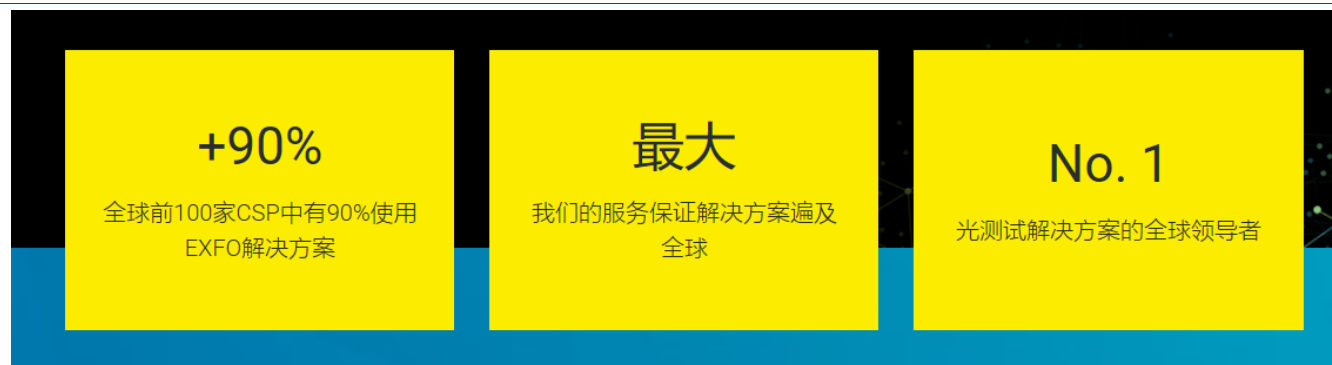 +90%
全球前100家CSP中有90%使用
EXFO解决方案
最大
我们的服务保证解决方案遍及
全球
No. 1
光测试解决方案的全球领导者